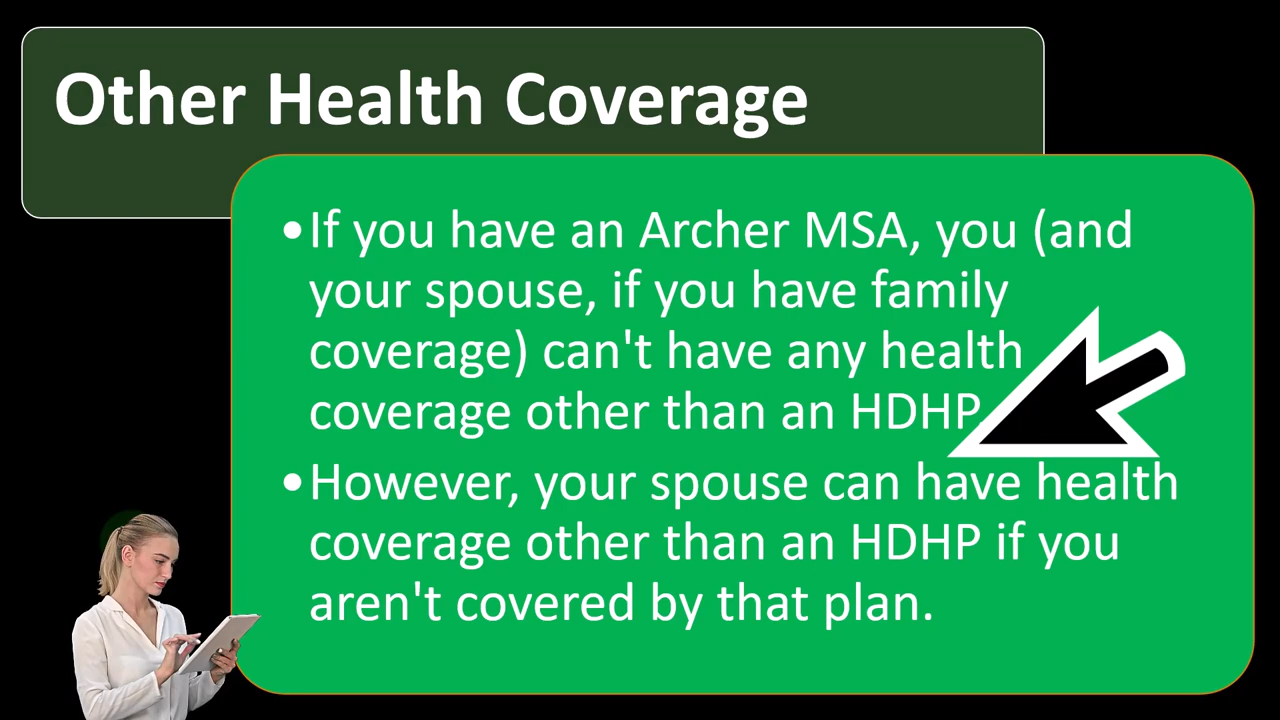 Other Health Coverage
•If you have an Archer MSA, you (and
your spouse, if you have family
coverage) can't have any health
coverage other than an HDHP
•However, your spouse can have health
coverage other than an HDHP if you
aren't covered by that plan.